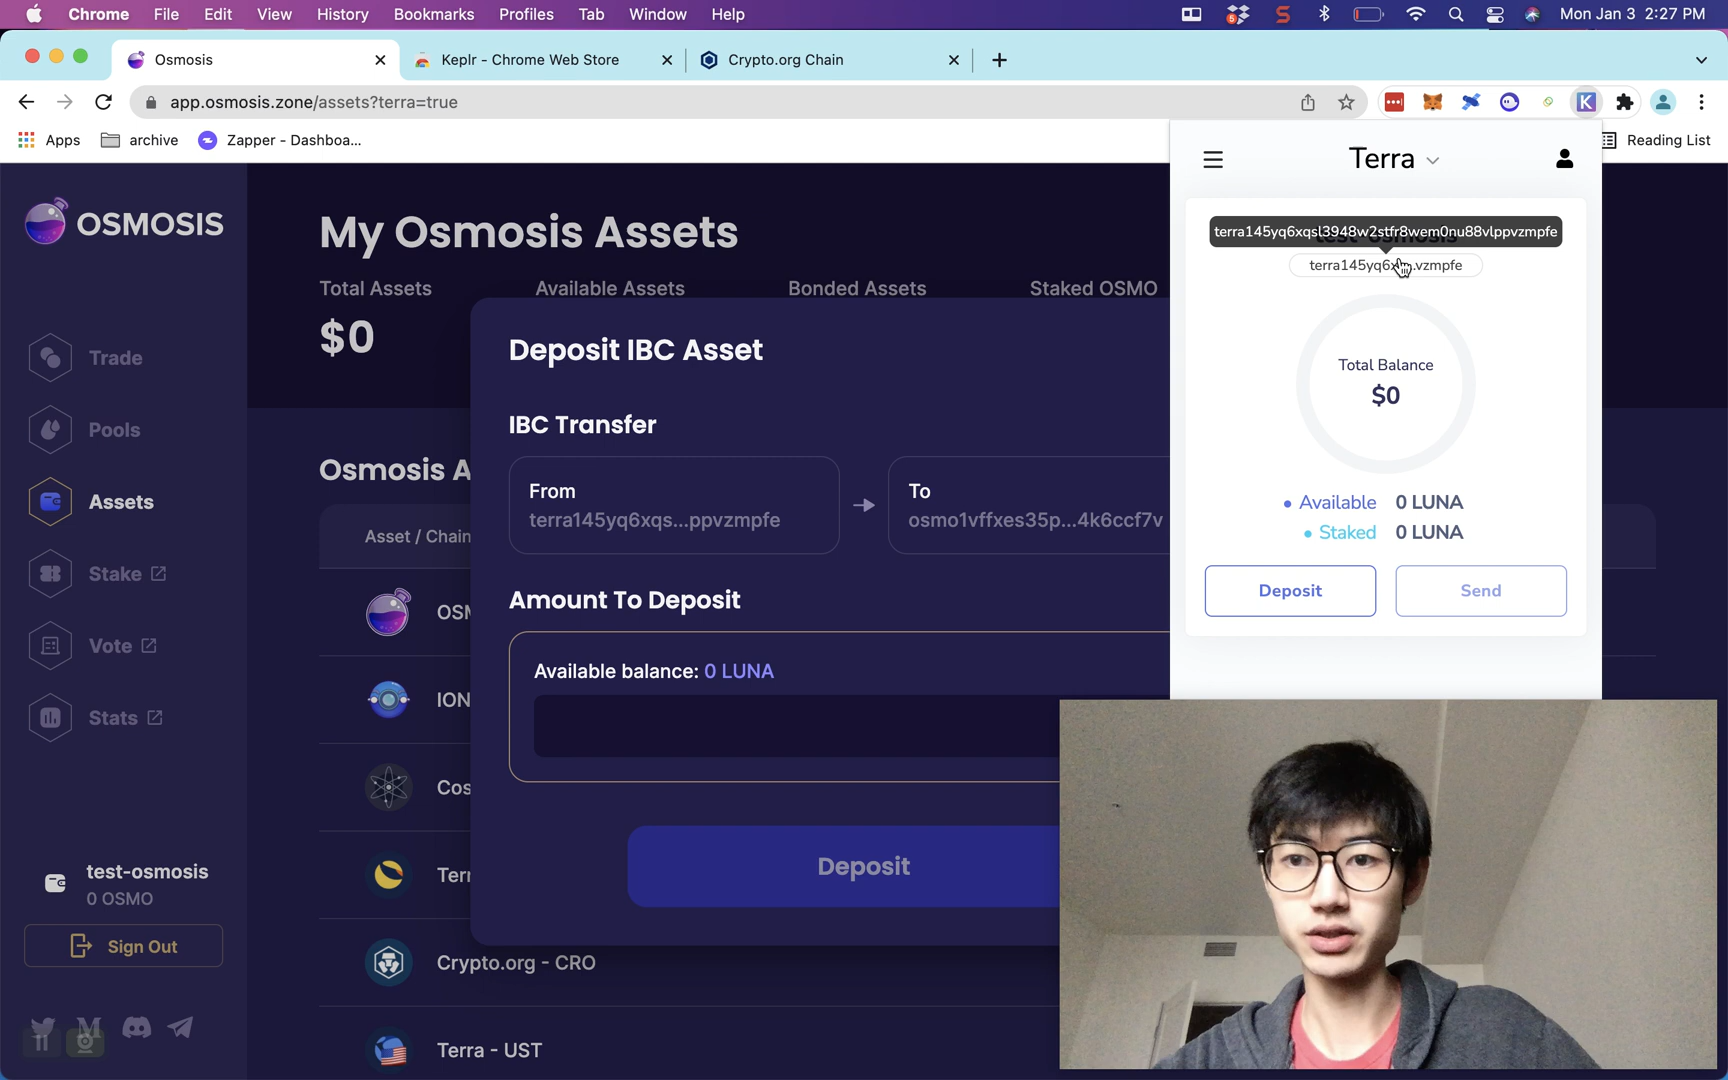 Chrome File Edit View History Bookmarks Profiles Tab Window Help
5
Mon Jan 3 2:27 PM
Osmosis
Keplr - Chrome Web Store
Crypto.org Chain
app.osmosis.zone/assets?terra=true
K
Apps
archive
Zapper - Dashboa...
Reading List
OSMOSIS
Trade
Pools
Assets
Stake
Vote
Stats
test-osmosis
0 OSMO
Sign Out
My Osmosis Assets
Total Assets
$0
Available Assets
Bonded Assets
Staked OSMO
Osmosis A
Asset / Chain
OSM
ION
Cos
Terr
Crypto.org - CRO
Terra - UST
Deposit IBC Asset
IBC Transfer
From
terra145yq6xqs...ppvzmpfe
To
osmo1vffxes35p...4k6ccf7v
Amount To Deposit
Available balance: 0 LUNA
Deposit
Terra
test-osmosis
terra145yq6xqsl3948w2stfr8wem0nu88vlppvzmpfe
Total Balance
$0
Available 0 LUNA
Staked 0 LUNA
Deposit
Send